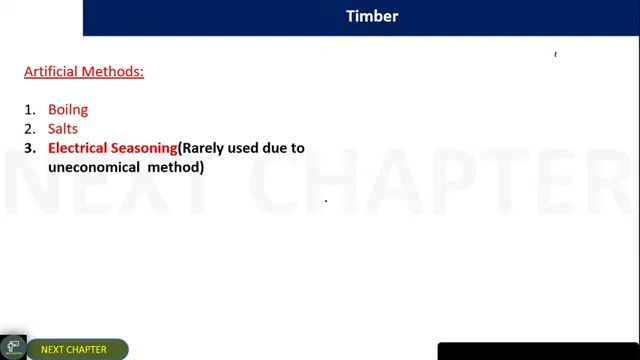 Timber
Artificial Methods:
1. Boilng
2. Salts
3. Electrical Seasoning(Rarely used due to
uneconomical method)
NEXT CHAPTER
NEXT CHAPTER